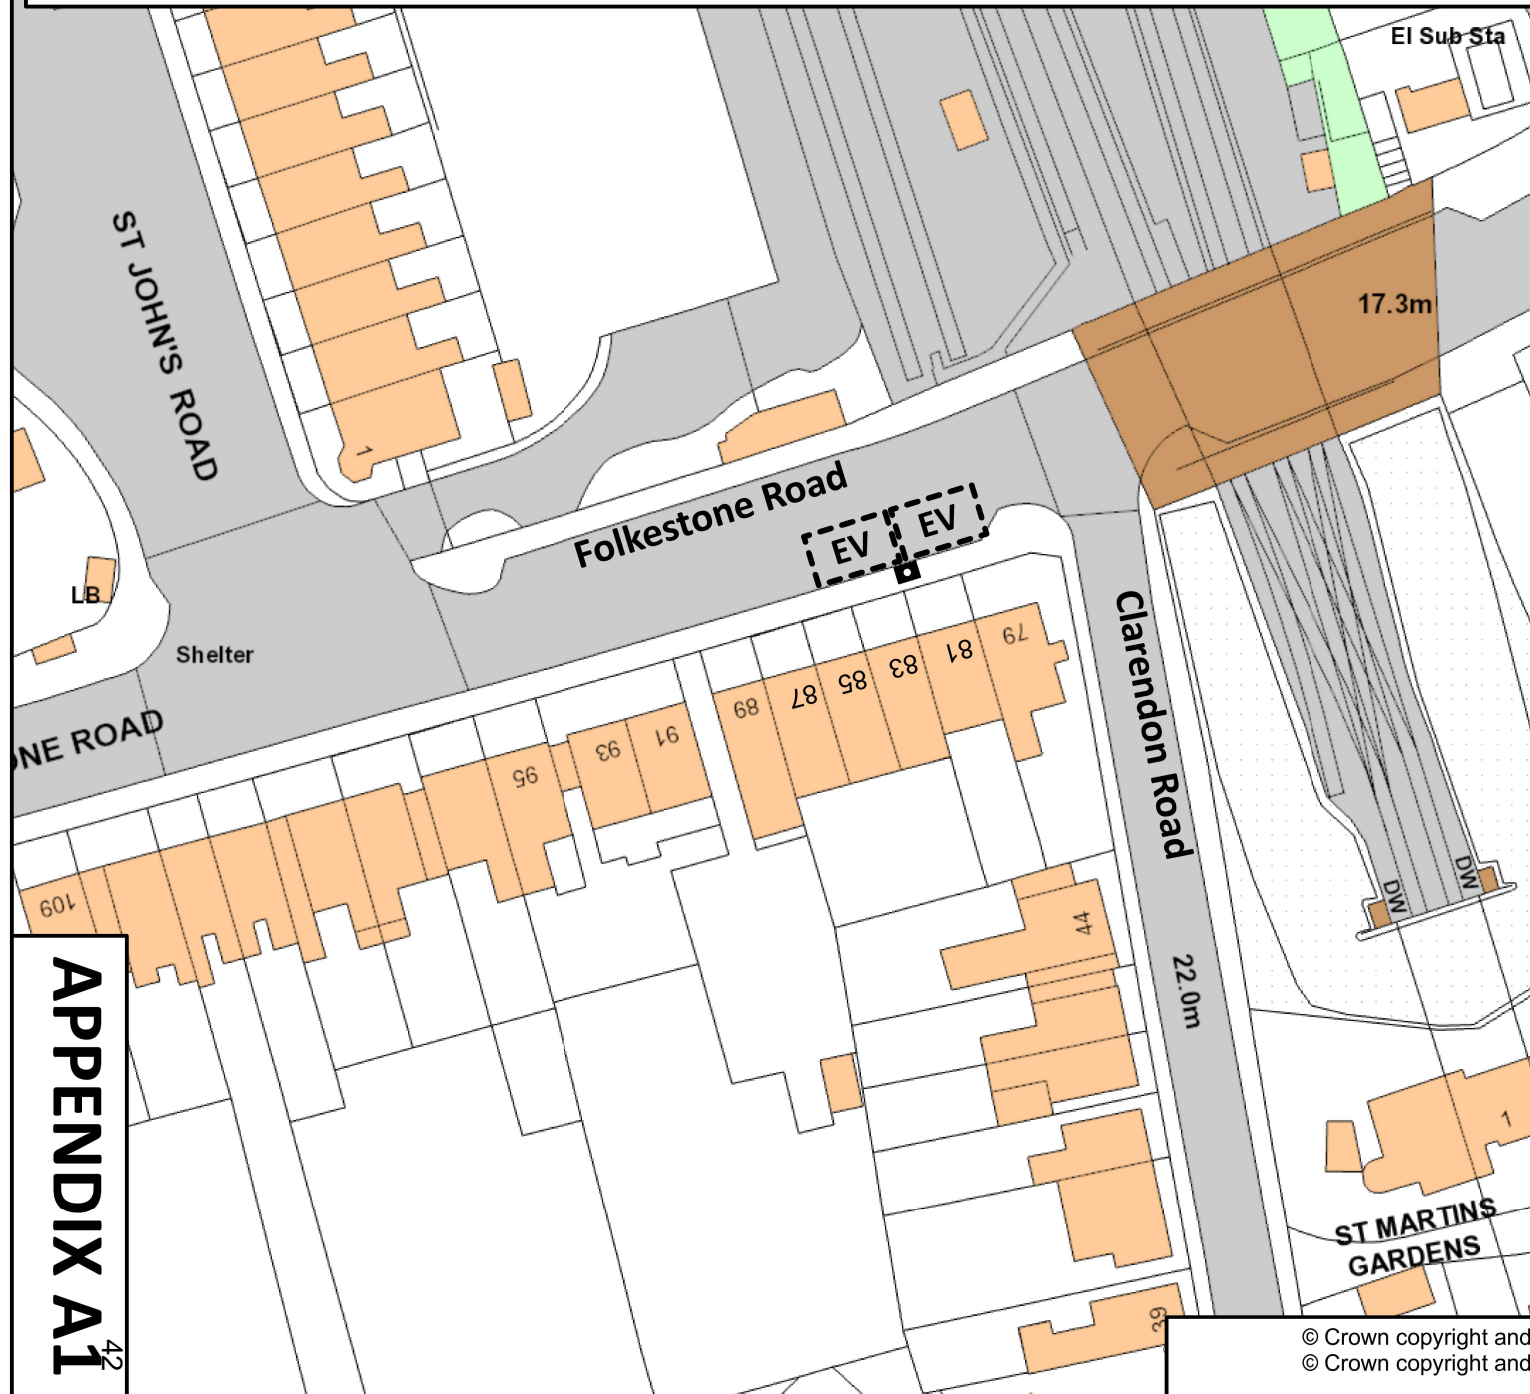 El Sub Sta
ST JOHN'S ROAD
17.3m
1
Folkestone Road
EV
EV
LB
Shelter
ONE ROAD
79
81
83
85
87
89
91
93
95
109
Clarendon Road
DW
DW
44
22.0m
1
ST MARTINS
GARDENS
39
APPENDIX A1
42
© Crown copyright and
© Crown copyright and